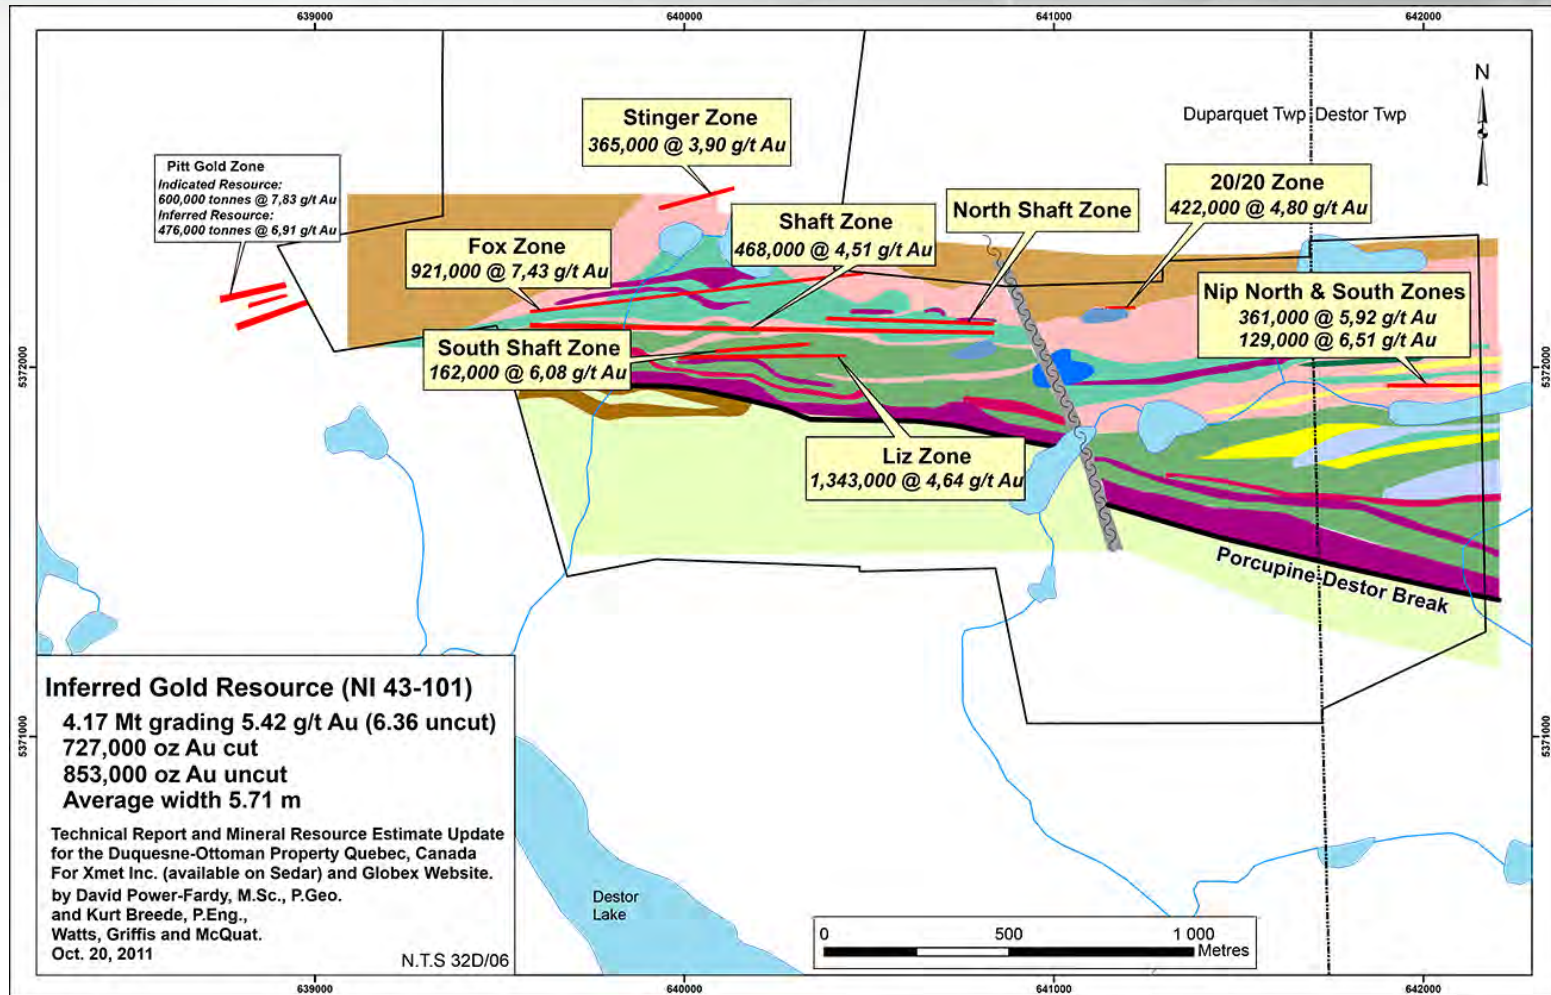 639000
640000
641000
642000
N
Duparquet Twp
Destor Twp
Stinger Zone
365,000 @ 3,90 g/t Au
Pitt Gold Zone
Indicated Resource:
600,000 tonnes @ 7,83 g/t Au
Inferred Resource:
476,000 tonnes @ 6,91 g/t Au
20/20 Zone
422,000 @ 4,80 g/t Au
North Shaft Zone
Shaft Zone
468,000 @ 4,51 g/t Au
Fox Zone
921,000 @ 7,43 g/t Au
Nip North & South Zones
361,000 @ 5,92 g/t Au
129,000 @ 6,51 g/t Au
South Shaft Zone
162,000 @ 6,08 g/t Au
5372000
5372000
Liz Zone
1,343,000 @ 4,64 g/t Au
Porcupine-Destor Break
Inferred Gold Resource (NI 43-101)
4.17 Mt grading 5.42 g/t Au (6.36 uncut)
727,000 oz Au cut
853,000 oz Au uncut
Average width 5.71 m
5371000
5371000
Technical Report and Mineral Resource Estimate Update
for the Duquesne-Ottoman Property Quebec, Canada
For Xmet Inc. (available on Sedar) and Globex Website.
by David Power-Fardy, M.Sc., P.Geo.
and Kurt Breede, P.Eng.,
Watts, Griffis and McQuat.
Oct. 20, 2011
N.T.S 32D/06
Destor
Lake
0
500
1 000
Metres
639000
640000
641000
642000